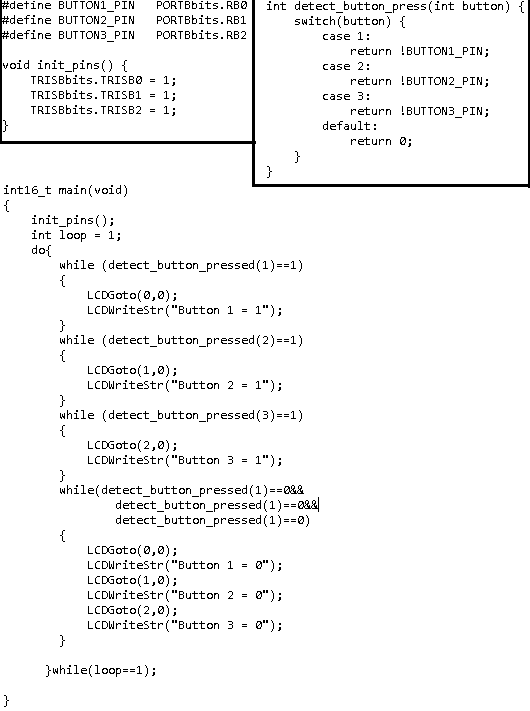 #define BUTTON1_PIN   PORTBbits.RB0
#define BUTTON2_PIN   PORTBbits.RB1
#define BUTTON3_PIN   PORTBbits.RB2

void init_pins() {
    TRISBbits.TRISB0 = 1;
    TRISBbits.TRISB1 = 1;
    TRISBbits.TRISB2 = 1;
}

int detect_button_press(int button) {
    switch(button) {
        case 1:
            return !BUTTON1_PIN;
        case 2:
            return !BUTTON2_PIN;
        case 3:
            return !BUTTON3_PIN;
        default:
            return 0;
    }
}

int16_t main(void)
{
    init_pins();
    int loop = 1;
    do{
        while (detect_button_pressed(1)==1)
        {
            LCDGoto(0,0);
            LCDWriteStr("Button 1 = 1");
        }
        while (detect_button_pressed(2)==1)
        {
            LCDGoto(1,0);
            LCDWriteStr("Button 2 = 1");
        }
        while (detect_button_pressed(3)==1)
        {
            LCDGoto(2,0);
            LCDWriteStr("Button 3 = 1");
        }
        while(detect_button_pressed(1)==0&&
                detect_button_pressed(1)==0&&
                detect_button_pressed(1)==0)
        {
            LCDGoto(0,0);
            LCDWriteStr("Button 1 = 0");
            LCDGoto(1,0);
            LCDWriteStr("Button 2 = 0");
            LCDGoto(2,0);
            LCDWriteStr("Button 3 = 0");
        }

      }while(loop==1);

}